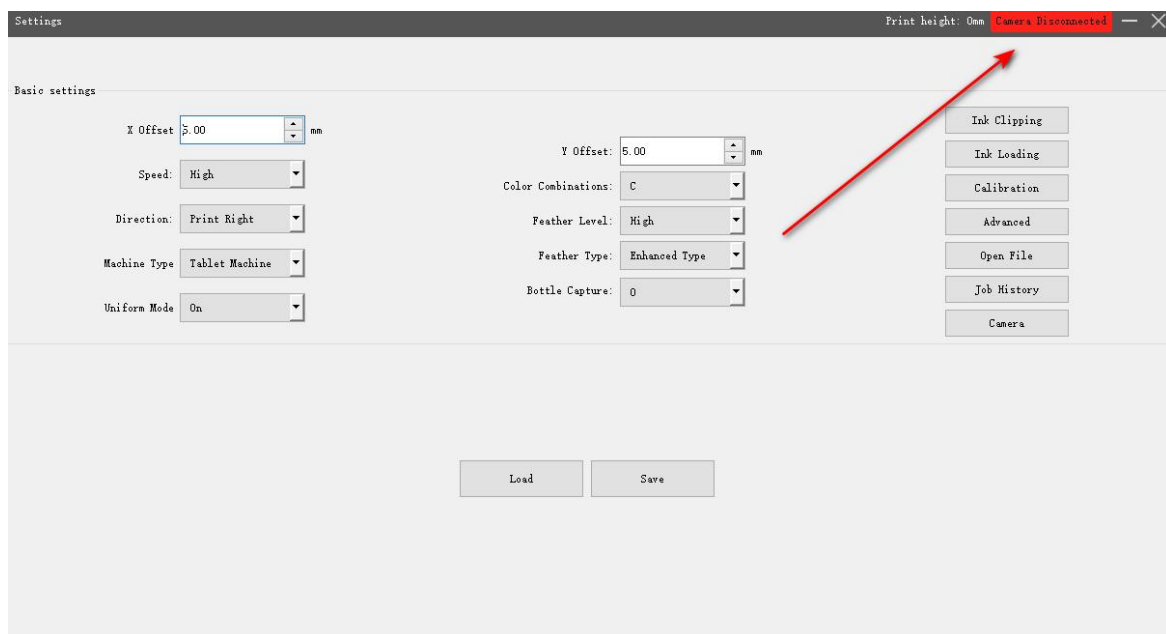 Settings
Print height: 0mm Camera Disconnected
Basic settings
X Offset 5.00 mm
Speed: High
Direction: Print Right
Machine Type Tablet Machine
Uniform Mode On
Y Offset: 5.00 mm
Color Combinations: C
Feather Level: High
Feather Type: Enhanced Type
Bottle Capture: 0
Ink Clipping
Ink Loading
Calibration
Advanced
Open File
Job History
Camera
Load
Save